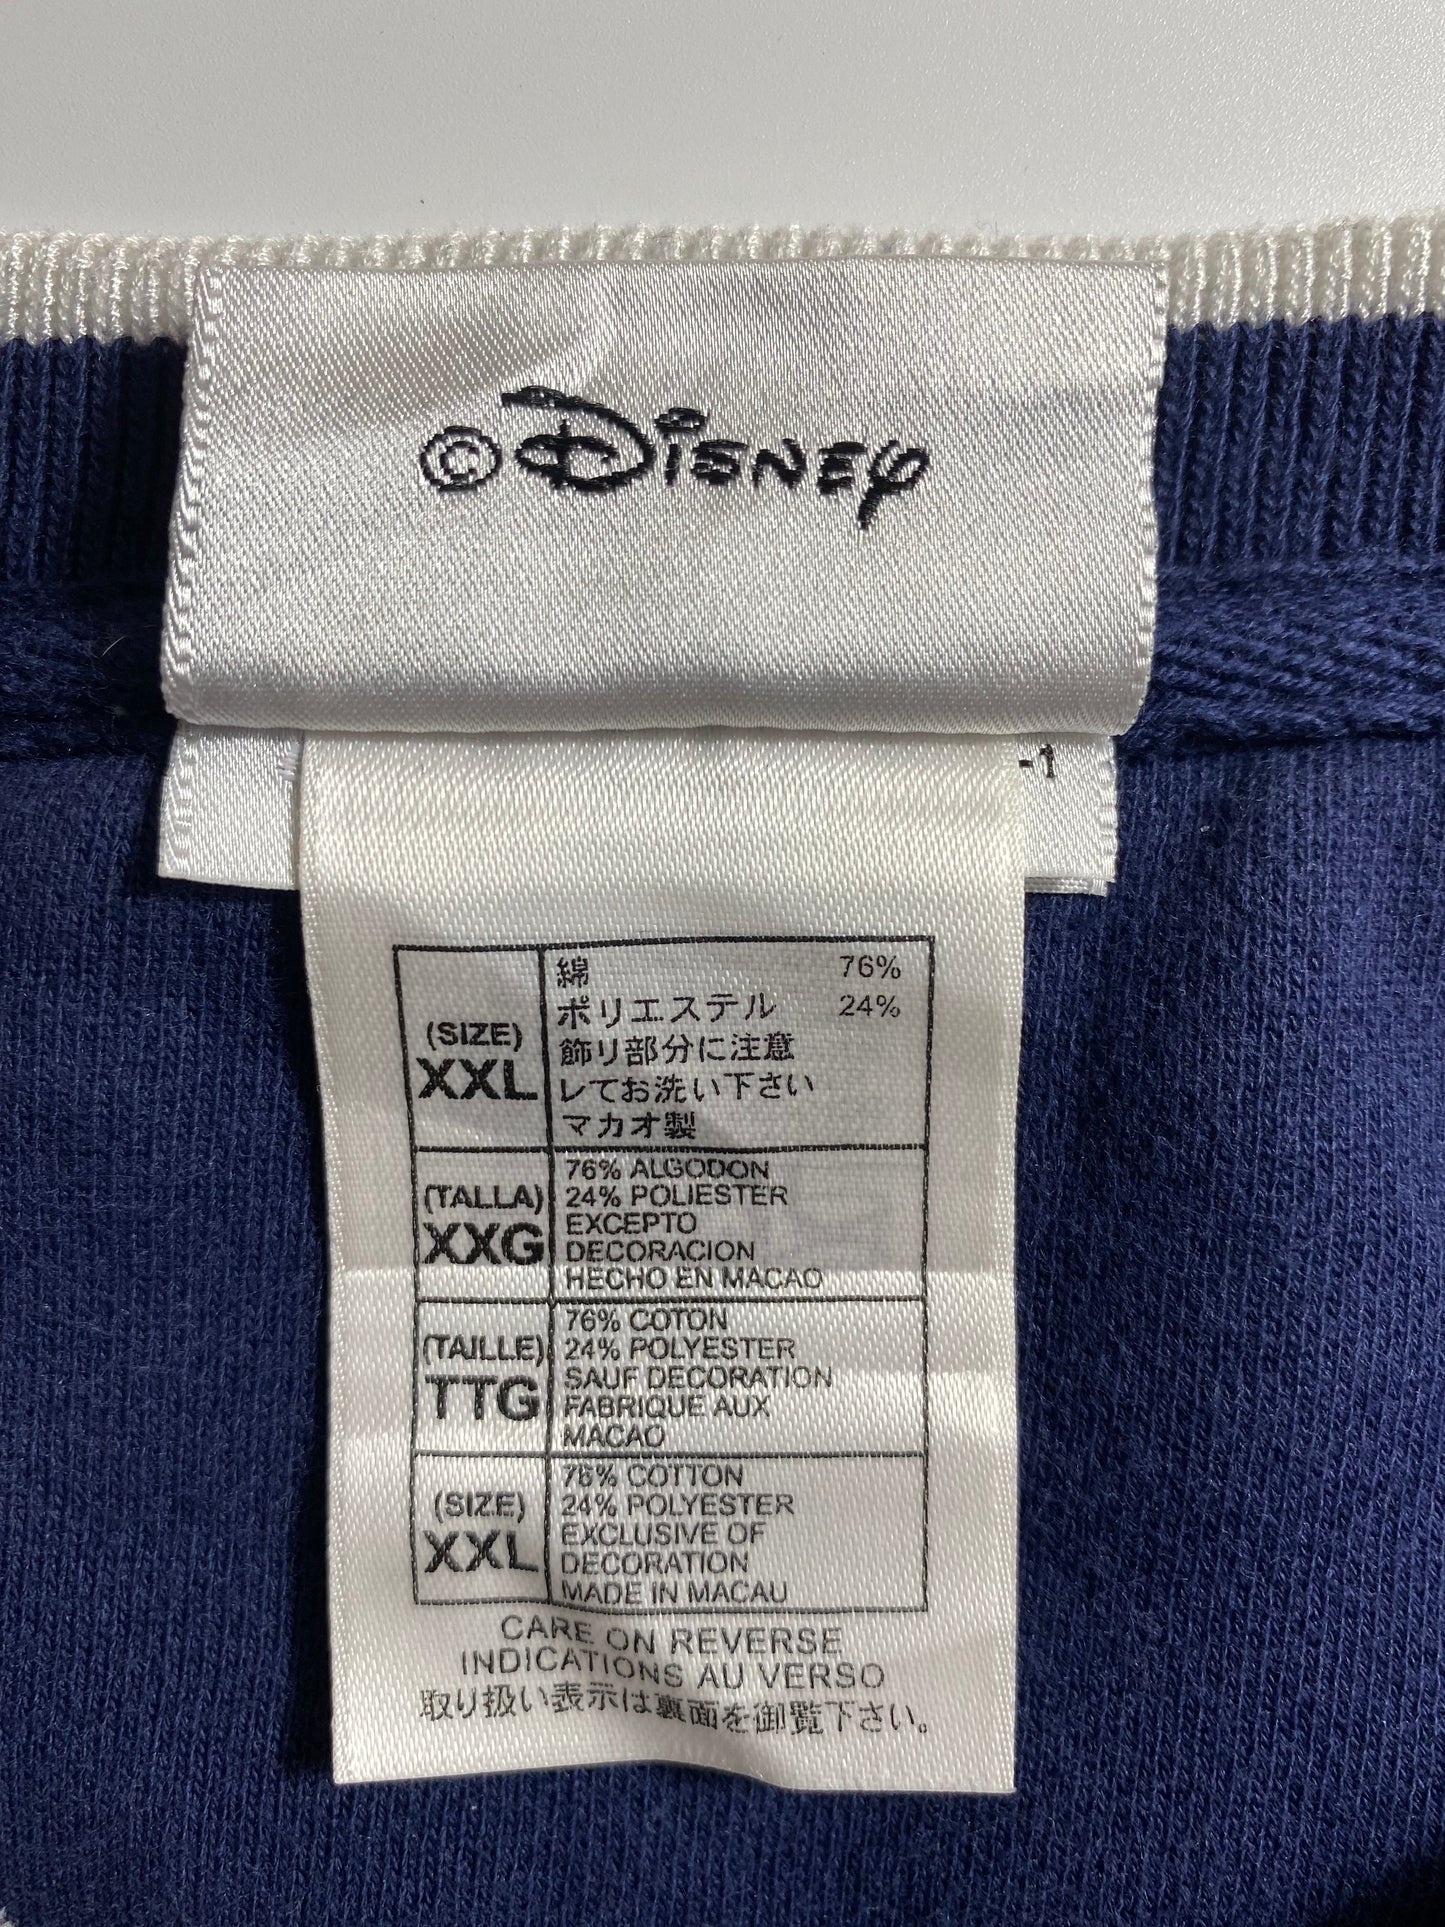 ©Disney
-1
(SIZE)
XXL
綿 76%
ポリエステル 24%
飾り部分に注意
レてお洗い下さい
マカオ製
(TALLA)
XXG
76% ALGODON
24% POLIESTER
EXCEPTO
DECORACION
HECHO EN MACAO
(TAILLE)
TTG
76% COTON
24% POLYESTER
SAUF DECORATION
FABRIQUE AUX
MACAO
(SIZE)
XXL
76% COTTON
24% POLYESTER
EXCLUSIVE OF
DECORATION
MADE IN MACAU
CARE ON REVERSE
INDICATIONS AU VERSO
取り扱い表示は裏面を御覧下さい。